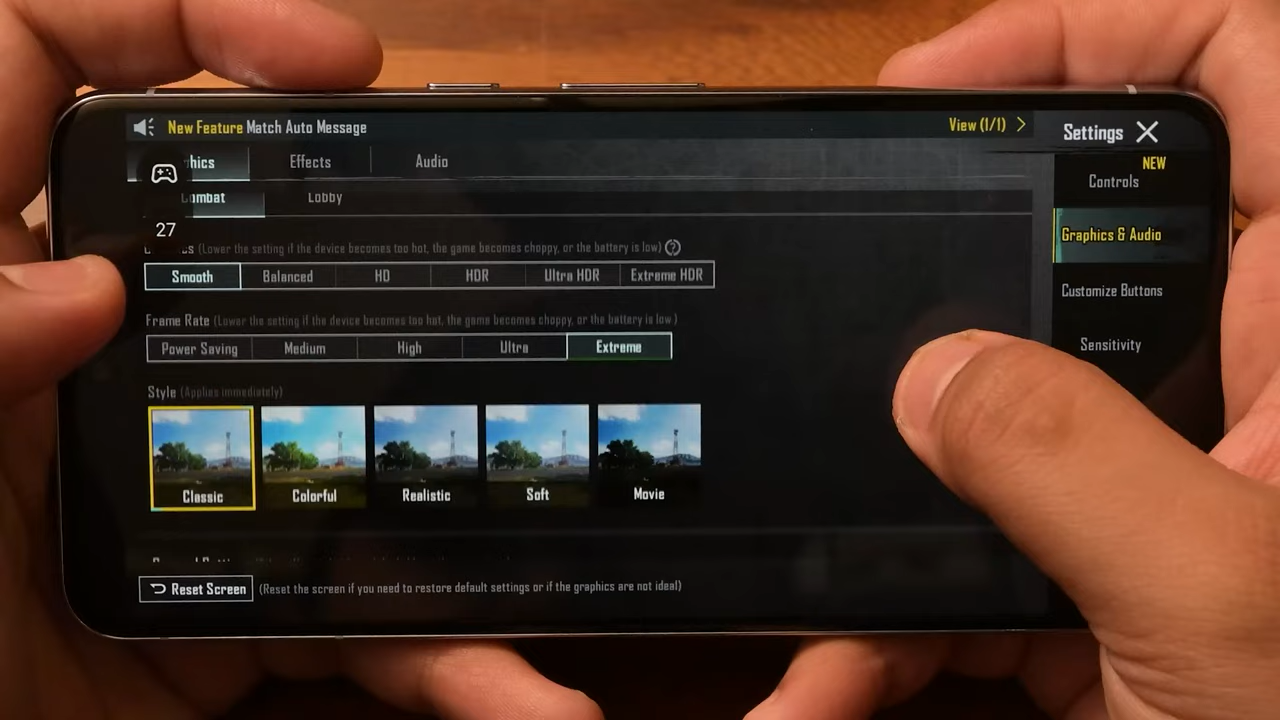 New Feature Match Auto Message
View (1/1)
Settings
hics
Effects
Audio
NEW
Controls
ombat
Lobby
Graphics & Audio
27
(Lower the setting if the device becomes too hot, the game becomes choppy, or the battery is low)
Smooth
Balanced
HD
HDR
Ultra HDR
Extreme HDR
Customize Buttons
Frame Rate (Lower the setting if the device becomes too hot, the game becomes choppy, or the battery is low)
Power Saving
Medium
High
Ultra
Extreme
Sensitivity
Style (Applies immediately)
Classic
Colorful
Realistic
Soft
Movie
Reset Screen
(Reset the screen if you need to restore default settings or if the graphics are not ideal)